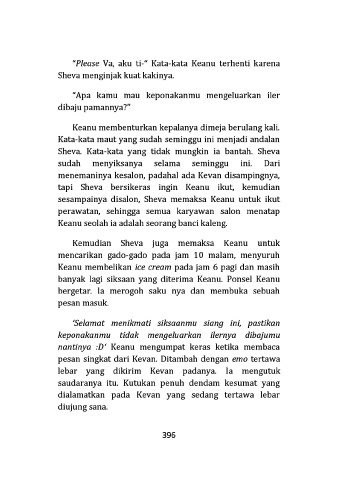 "Please Va, aku ti-" Kata-kata Keanu terhenti karena
Sheva menginjak kuat kakinya.
"Apa kamu mau keponakanmu mengeluarkan iler
dibaju pamannya?"
Keanu membenturkan kepalanya dimeja berulang kali.
Kata-kata maut yang sudah seminggu ini menjadi andalan
Sheva. Kata-kata yang tidak mungkin ia bantah. Sheva
sudah menyiksanya selama seminggu ini. Dari
menemaninya kesalon, padahal ada Kevan disampingnya,
tapi Sheva bersikeras ingin Keanu ikut, kemudian
sesampainya disalon, Sheva memaksa Keanu untuk ikut
perawatan, sehingga semua karyawan salon menatap
Keanu seolah ia adalah seorang banci kaleng.
Kemudian Sheva juga memaksa Keanu untuk
mencarikan gado-gado pada jam 10 malam, menyuruh
Keanu membelikan ice cream pada jam 6 pagi dan masih
banyak lagi siksaan yang diterima Keanu. Ponsel Keanu
bergetar. Ia merogoh saku nya dan membuka sebuah
pesan masuk.
'Selamat menikmati siksaanmu siang ini, pastikan
keponakanmu tidak mengeluarkan ilernya dibajumu
nantinya :D' Keanu mengumpat keras ketika membaca
pesan singkat dari Kevan. Ditambah dengan emo tertawa
lebar yang dikirim Kevan padanya. Ia mengutuk
saudaranya itu. Kutukan penuh dendam kesumat yang
dialamatkan pada Kevan yang sedang tertawa lebar
diujung sana.
396